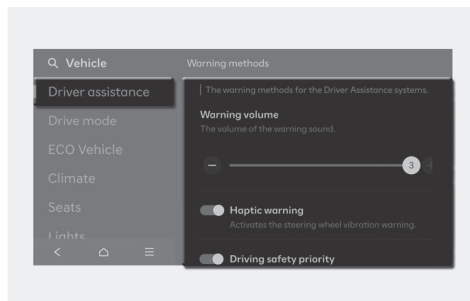 Vehicle
Warning methods
Driver assistance
The warning methods for the Driver Assistance systems.
Drive mode
Warning volume
The volume of the warning sound.
ECO Vehicle
3
Climate
Seats
Haptic warning
Activates the steering wheel vibration warning.
Lights
Driving safety priority